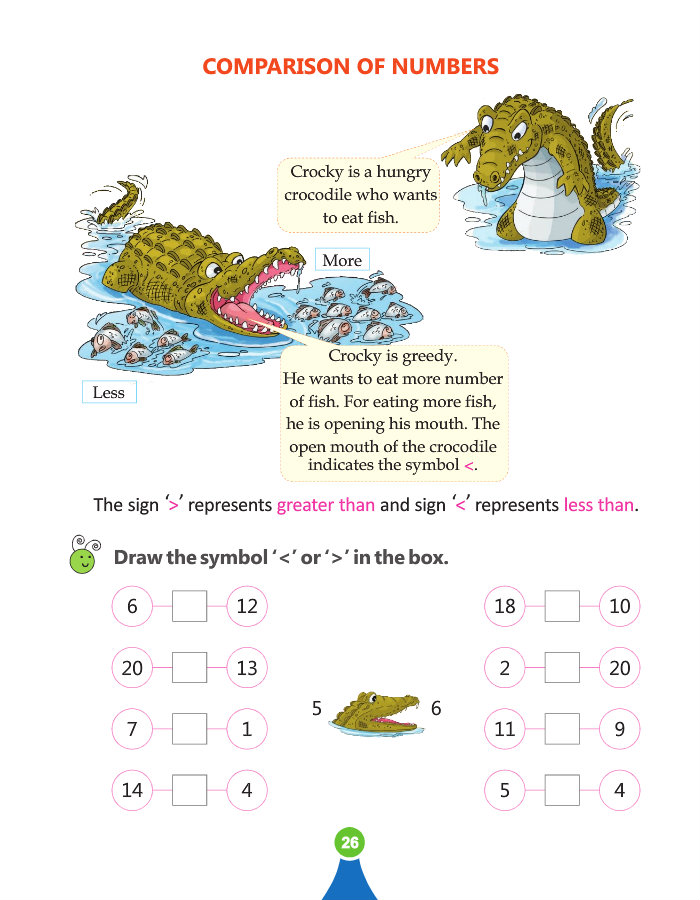 COMPARISON OF NUMBERS
Crocky is a hungry
crocodile who wants
to eat fish.
More
Less
Crocky is greedy.
He wants to eat more number
of fish. For eating more fish,
he is opening his mouth. The
open mouth of the crocodile
indicates the symbol <.
The sign ‘>’ represents greater than and sign ‘<’ represents less than.
Draw the symbol ‘<’ or ‘>’ in the box.
6 12
18 10
20 13
2 20
5 6
7 1
11 9
14 4
5 4
26